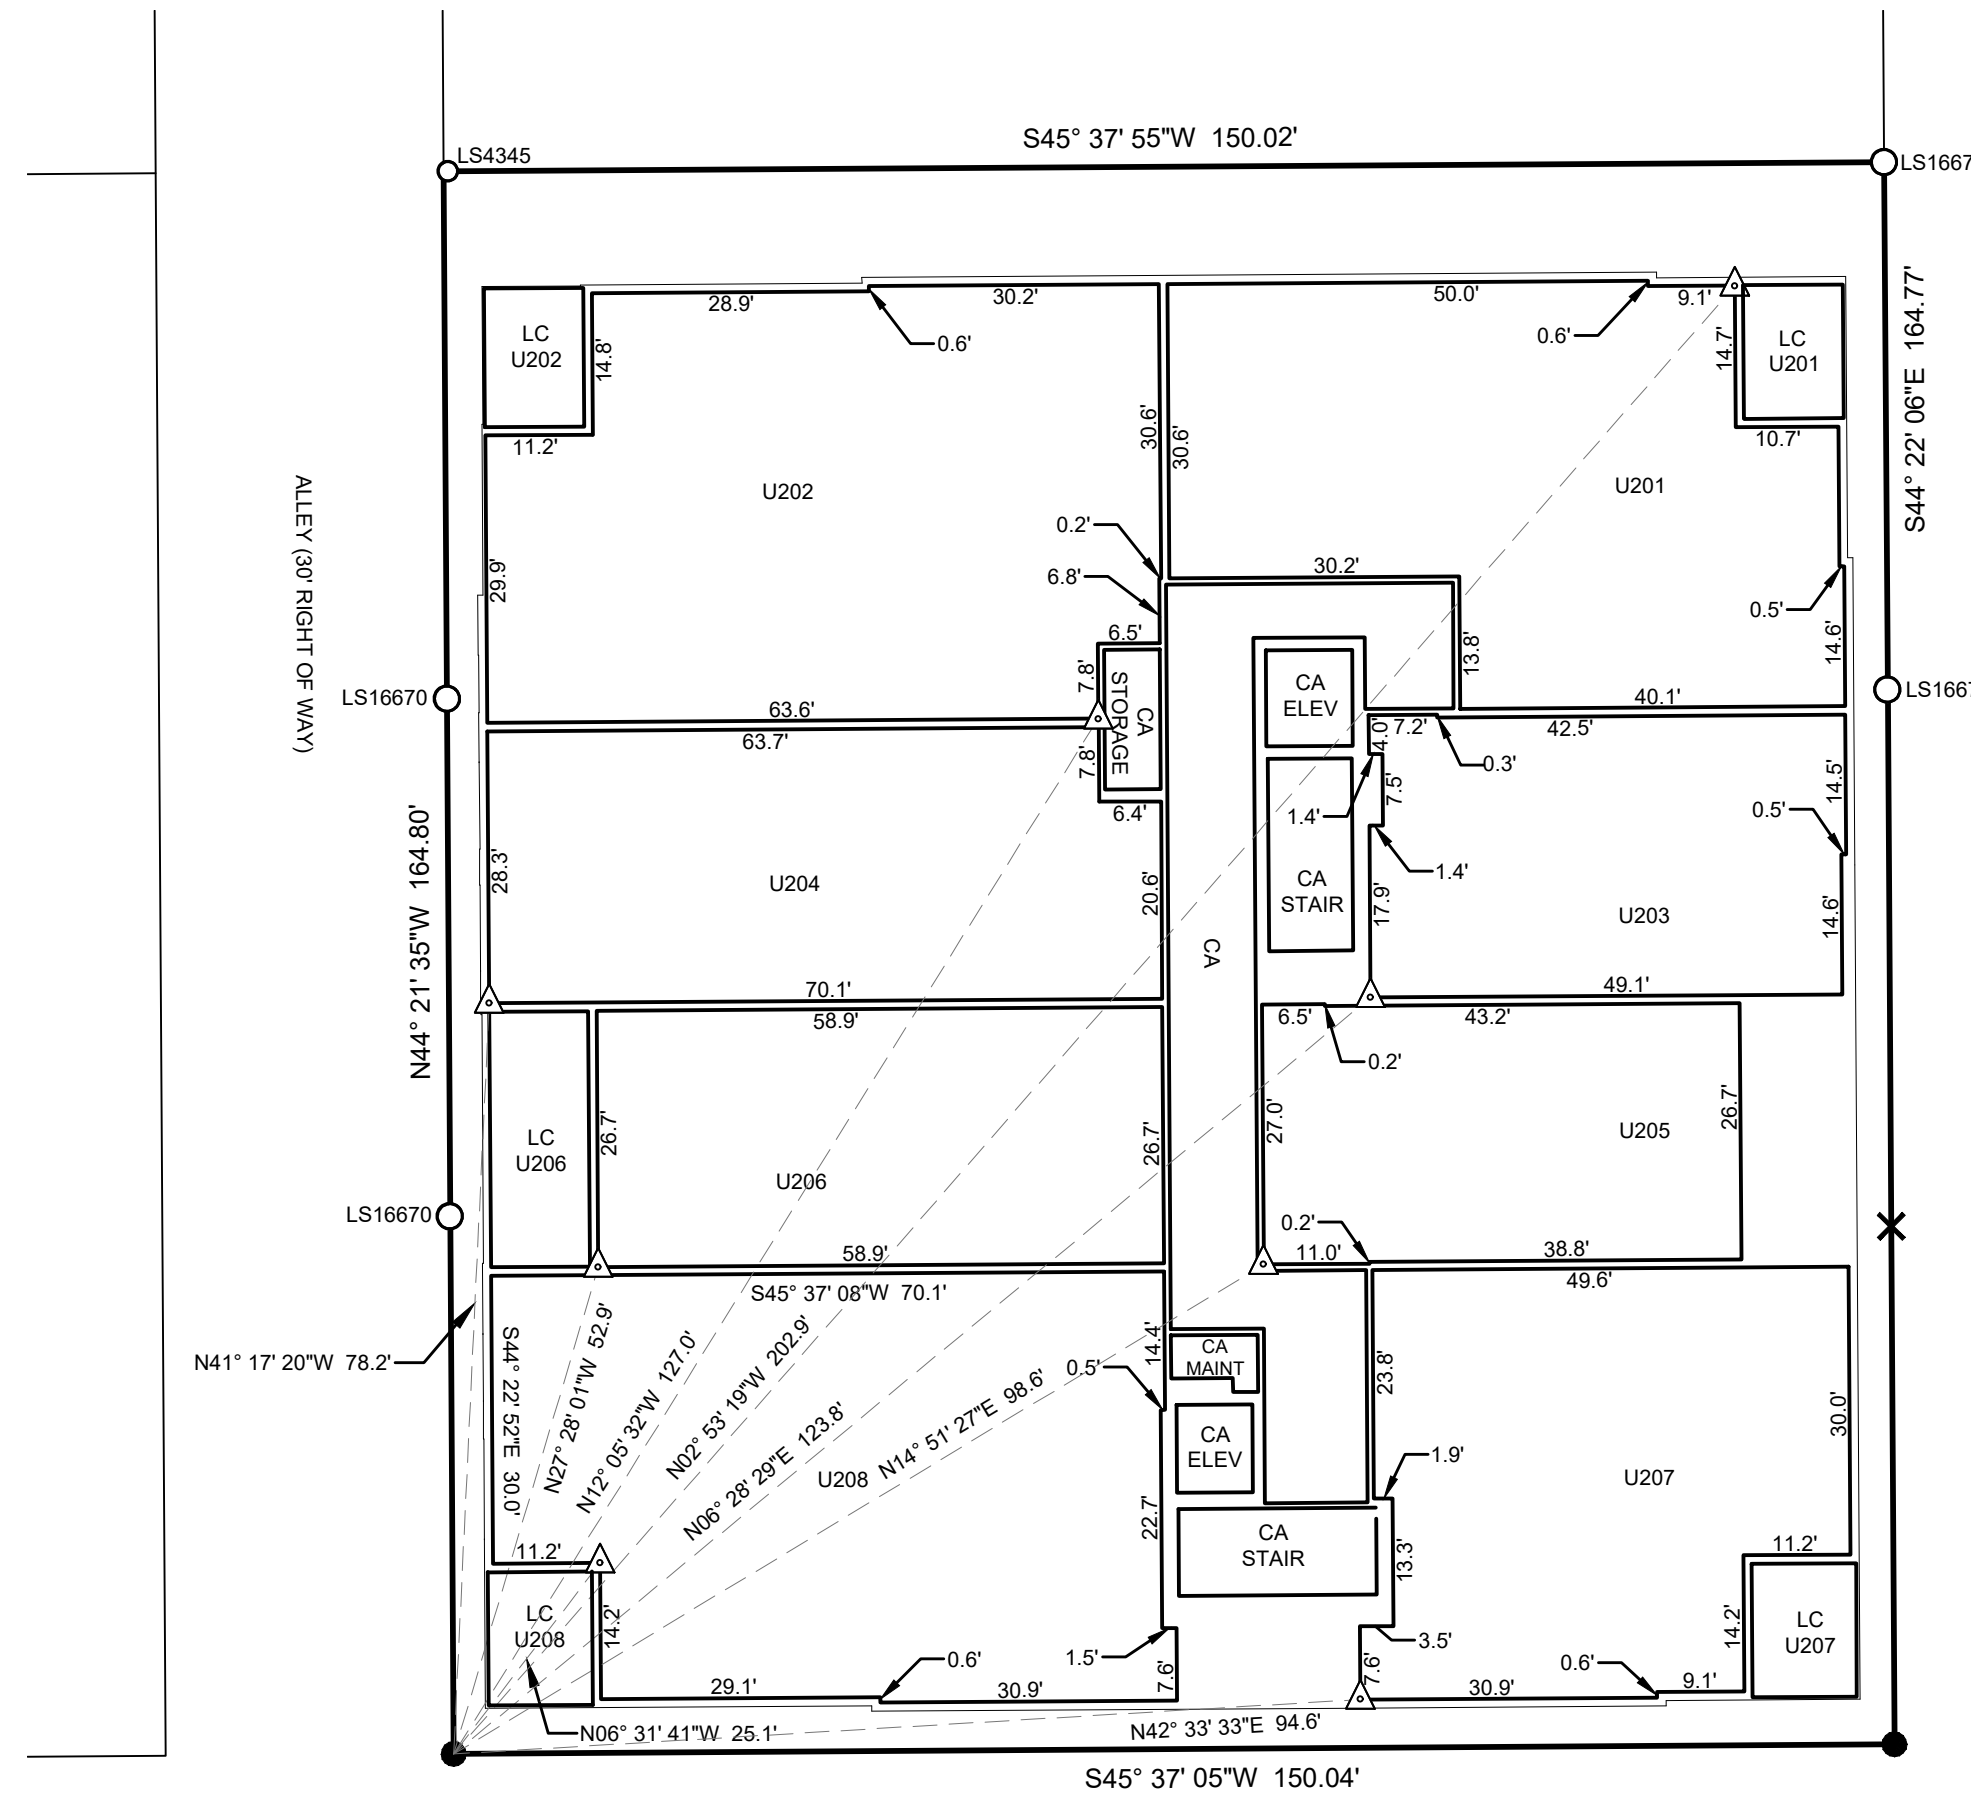 S45° 37' 55"W  150.02'
LS4345
LS1667
28.9'
30.2'
0.6'
50.0'
0.6'
9.1'
LC
U202
14.8'
11.2'
14.7'
LC
U201
10.7'
S44° 22' 06"E  164.77'
30.6'
30.6'
U202
U201
ALLEY (30' RIGHT OF WAY)
0.2'
6.8'
30.2'
29.9'
0.5'
14.6'
6.5'
7.8'
13.8'
LS16670
LS1667
CA
STORAGE
CA
ELEV
63.6'
40.1'
63.7'
7.8'
4.0'
7.2'
42.5'
0.3'
7.5'
14.5'
1.4'
0.5'
6.4'
1.4'
N44° 21' 35"W  164.80'
28.3'
U204
20.6'
CA
STAIR
17.9'
U203
14.6'
CA
70.1'
49.1'
58.9'
6.5'
43.2'
0.2'
26.7'
26.7'
27.0'
26.7'
U205
LC
U206
U206
LS16670
0.2'
58.9'
11.0'
38.8'
S45° 37' 08"W  70.1'
49.6'
N41° 17' 20"W  78.2'
S44° 22' 52"E  30.0'
N27° 28' 01"W  52.9'
N12° 05' 32"W  127.0'
N02° 53' 19"W  202.9'
N06° 28' 29"E  123.8'
N14° 51' 27"E  98.6'
14.4'
0.5'
CA
MAINT
23.8'
30.0'
CA
ELEV
1.9'
U208
U207
22.7'
CA
STAIR
13.3'
11.2'
11.2'
LC
U208
14.2'
1.5'
7.6'
3.5'
7.6'
0.6'
14.2'
LC
U207
0.6'
29.1'
30.9'
30.9'
9.1'
N06° 31' 41"W  25.1'
N42° 33' 33"E  94.6'
S45° 37' 05"W  150.04'